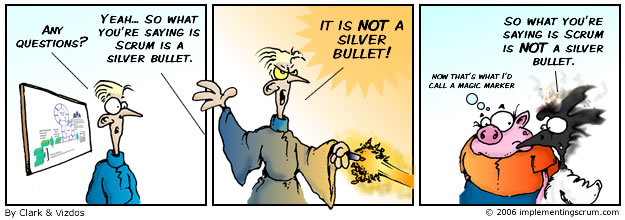 Any
questions?
Yeah... So what
you're saying is
Scrum is a
silver bullet.
It is NOT a
silver
bullet!
So what you're
saying is Scrum
is NOT a silver
bullet.
now that's what I'd
call a magic marker
By Clark & Vizdos
© 2006 implementingscrum.com